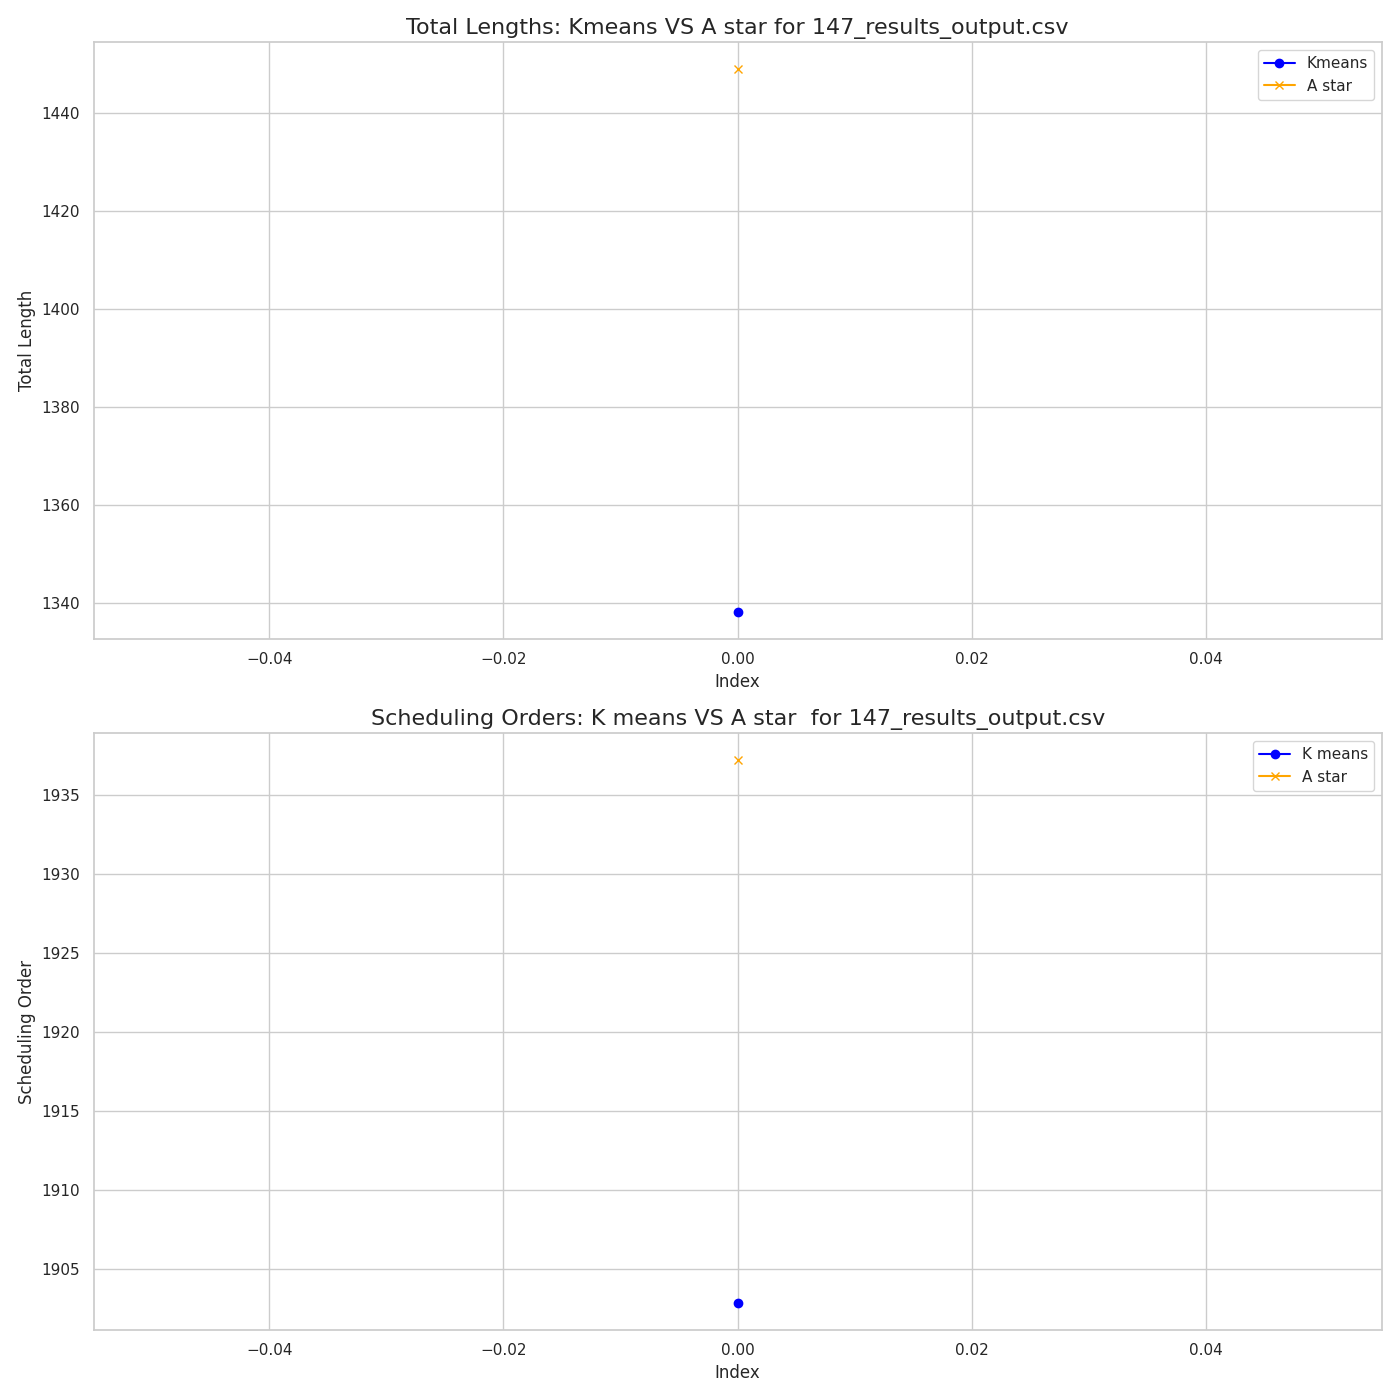 Total Lengths: Kmeans VS A star for 147_results_output.csv
Kmeans
A star
1440
1420
1400
1380
1360
1340
Total Length
−0.04 −0.02 0.00 0.02 0.04
Index
Scheduling Orders: K means VS A star  for 147_results_output.csv
K means
A star
1935
1930
1925
1920
1915
1910
1905
Scheduling Order
−0.04 −0.02 0.00 0.02 0.04
Index